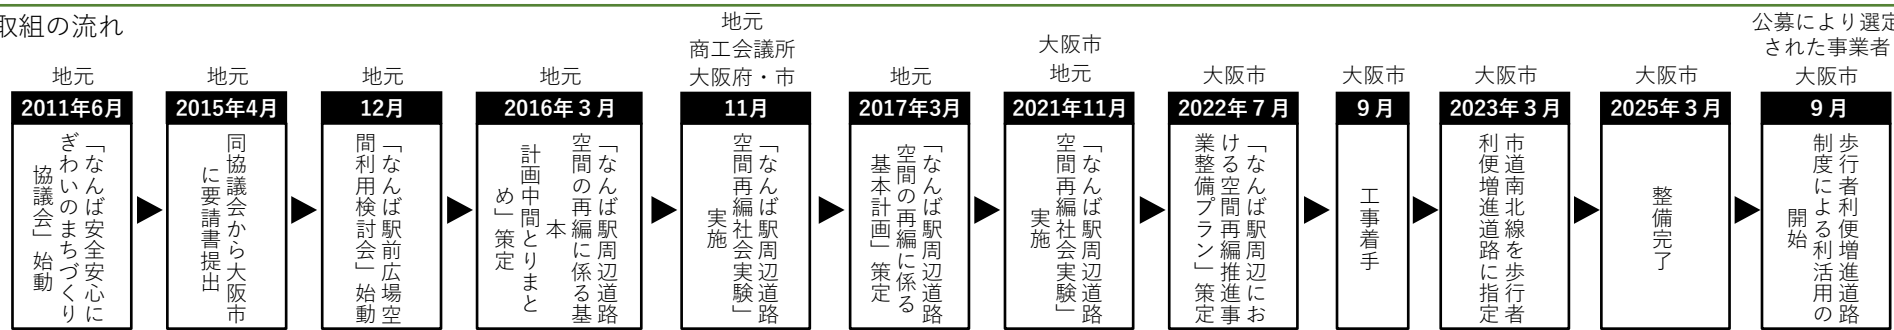 取組の流れ
地元
2011年6月
「なんば安全安心に
ぎわいのまちづくり
協議会」始動
地元
2015年4月
同協議会から大阪市
に要請書提出
地元
12月
「なんば駅前広場空
間利用検討会」始動
地元
2016年３月
「なんば駅周辺道路
空間の再編に係る基
本
計画中間とりまと
め」策定
地元
商工会議所
大阪府・市
11月
「なんば駅周辺道路
空間再編社会実験」
実施
地元
2017年3月
「なんば駅周辺道路
空間の再編に係る
基本計画」策定
大阪市
地元
2021年11月
「なんば駅周辺道路
空間再編社会実験」
実施
大阪市
2022年７月
「なんば駅周辺にお
ける空間再編推進事
業整備プラン」策定
大阪市
９月
工事着手
大阪市
2023年３月
市道南北線を歩行者
利便増進道路に指定
大阪市
2025年３月
整備完了
公募により選定
された事業者
大阪市
９月
歩行者利便増進道路
制度による利活用の
開始